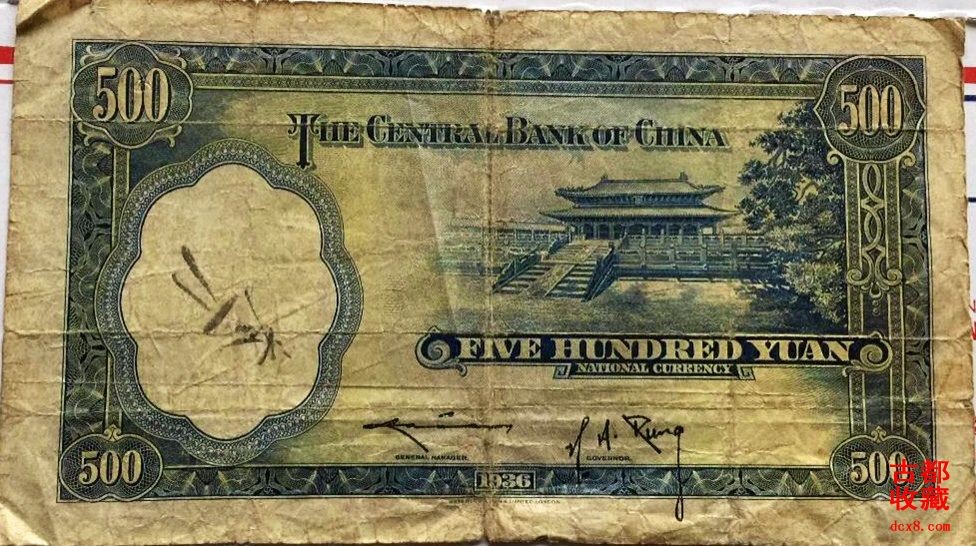 500
500
THE CENTRAL BANK OF CHINA
FIVE HUNDRED YUAN
NATIONAL CURRENCY
H. H. Kung
GENERAL MANAGER.
GOVERNOR.
500
1936
500
古都
收藏
dcx8.com